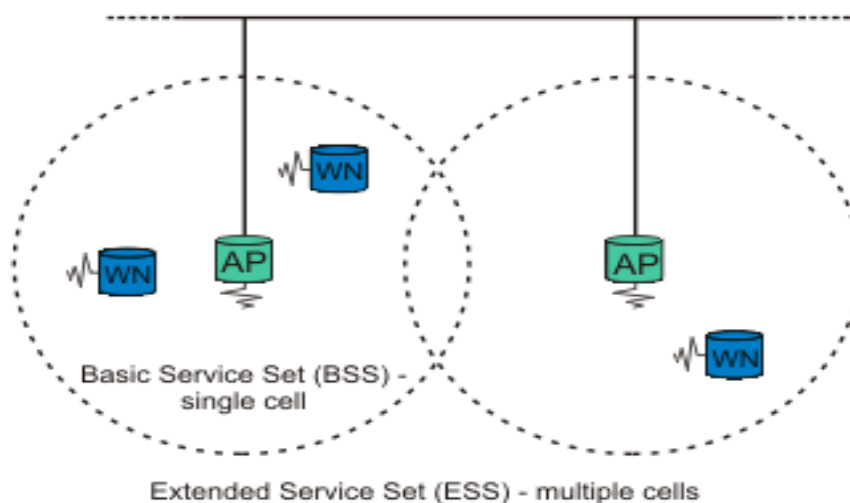 WN
WN
AP
AP
WN
Basic Service Set (BSS) -
single cell
Extended Service Set (ESS) - multiple cells